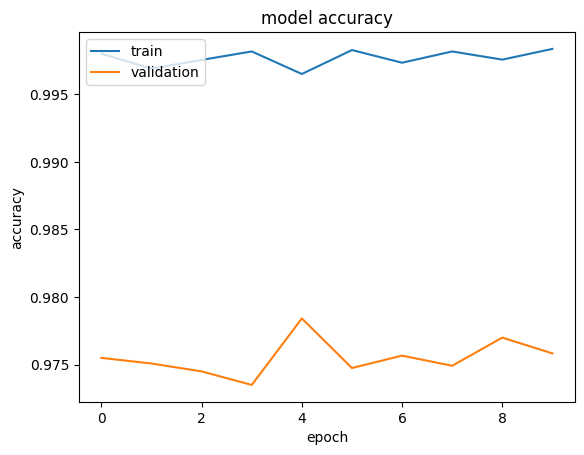 model accuracy
train
validation
0.995
0.990
0.985
0.980
0.975
accuracy
0 2 4 6 8
epoch